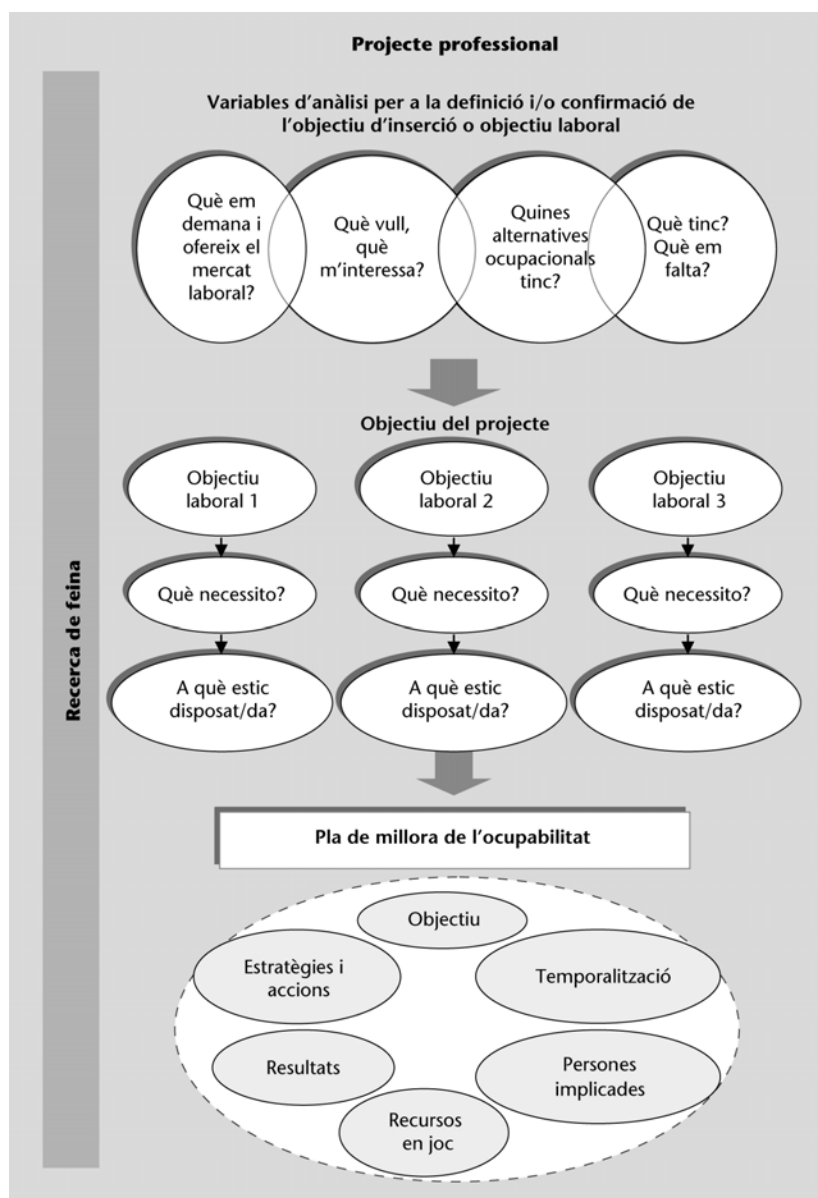 Projecte professional
Variables d'anàlisi per a la definició i/o confirmació de
l'objectiu d'inserció o objectiu laboral
Què em
demana i
ofereix el
mercat
laboral?
Què vull,
què
m'interessa?
Quines
alternatives
ocupacionals
tinc?
Què tinc?
Què em
falta?
Objectiu del projecte
Objectiu
laboral 1
Objectiu
laboral 2
Objectiu
laboral 3
Què necessito?
Què necessito?
Què necessito?
A què estic
disposat/da?
A què estic
disposat/da?
A què estic
disposat/da?
Recerca de feina
Pla de millora de l'ocupabilitat
Objectiu
Estratègies i
accions
Temporalització
Resultats
Persones
implicades
Recursos
en joc